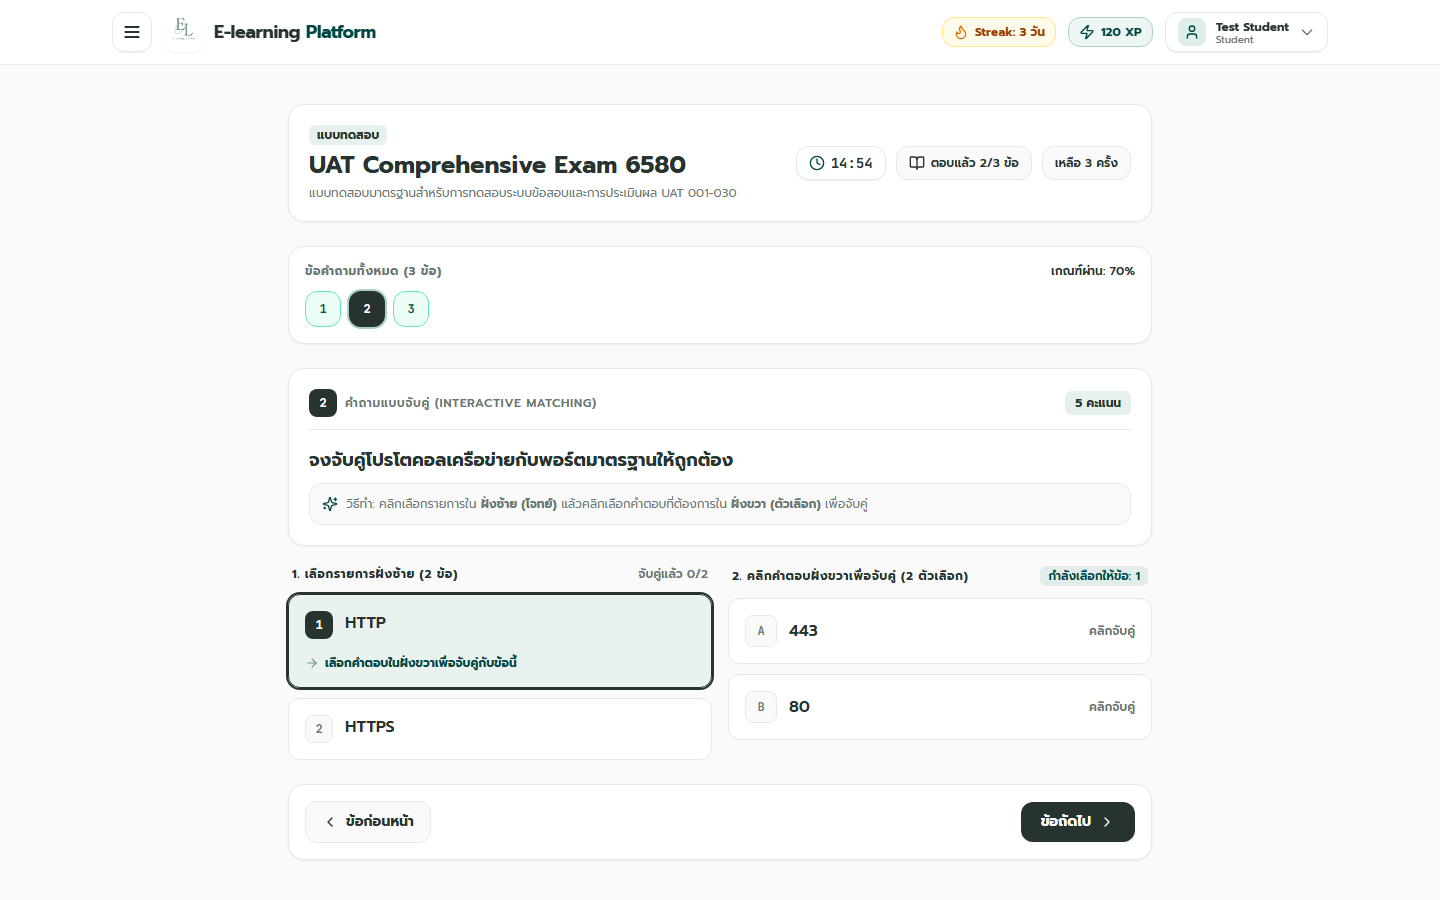 EL
E-learning Platform
Streak: 3 วัน
120 XP
Test Student
Student
แบบทดสอบ
UAT Comprehensive Exam 6580
แบบทดสอบมาตรฐานสำหรับการทดสอบระบบข้อสอบและการประเมินผล UAT 001-030
14:54
ตอบแล้ว 2/3 ข้อ
เหลือ 3 ครั้ง
ข้อคำถามทั้งหมด (3 ข้อ)
เกณฑ์ผ่าน: 70%
1 2 3
2 คำถามแบบจับคู่ (INTERACTIVE MATCHING)
5 คะแนน
จงจับคู่โปรโตคอลเครือข่ายกับพอร์ตมาตรฐานให้ถูกต้อง
วิธีทำ: คลิกเลือกรายการใน ฝั่งซ้าย (โจทย์) แล้วคลิกเลือกคำตอบที่ต้องการใน ฝั่งขวา (ตัวเลือก) เพื่อจับคู่
1. เลือกรายการฝั่งซ้าย (2 ข้อ)
จับคู่แล้ว 0/2
1 HTTP
เลือกคำตอบในฝั่งขวาเพื่อจับคู่กับข้อนี้
2 HTTPS
2. คลิกคำตอบฝั่งขวาเพื่อจับคู่ (2 ตัวเลือก)
กำลังเลือกให้ข้อ: 1
A 443 คลิกจับคู่
B 80 คลิกจับคู่
ข้อก่อนหน้า
ข้อถัดไป